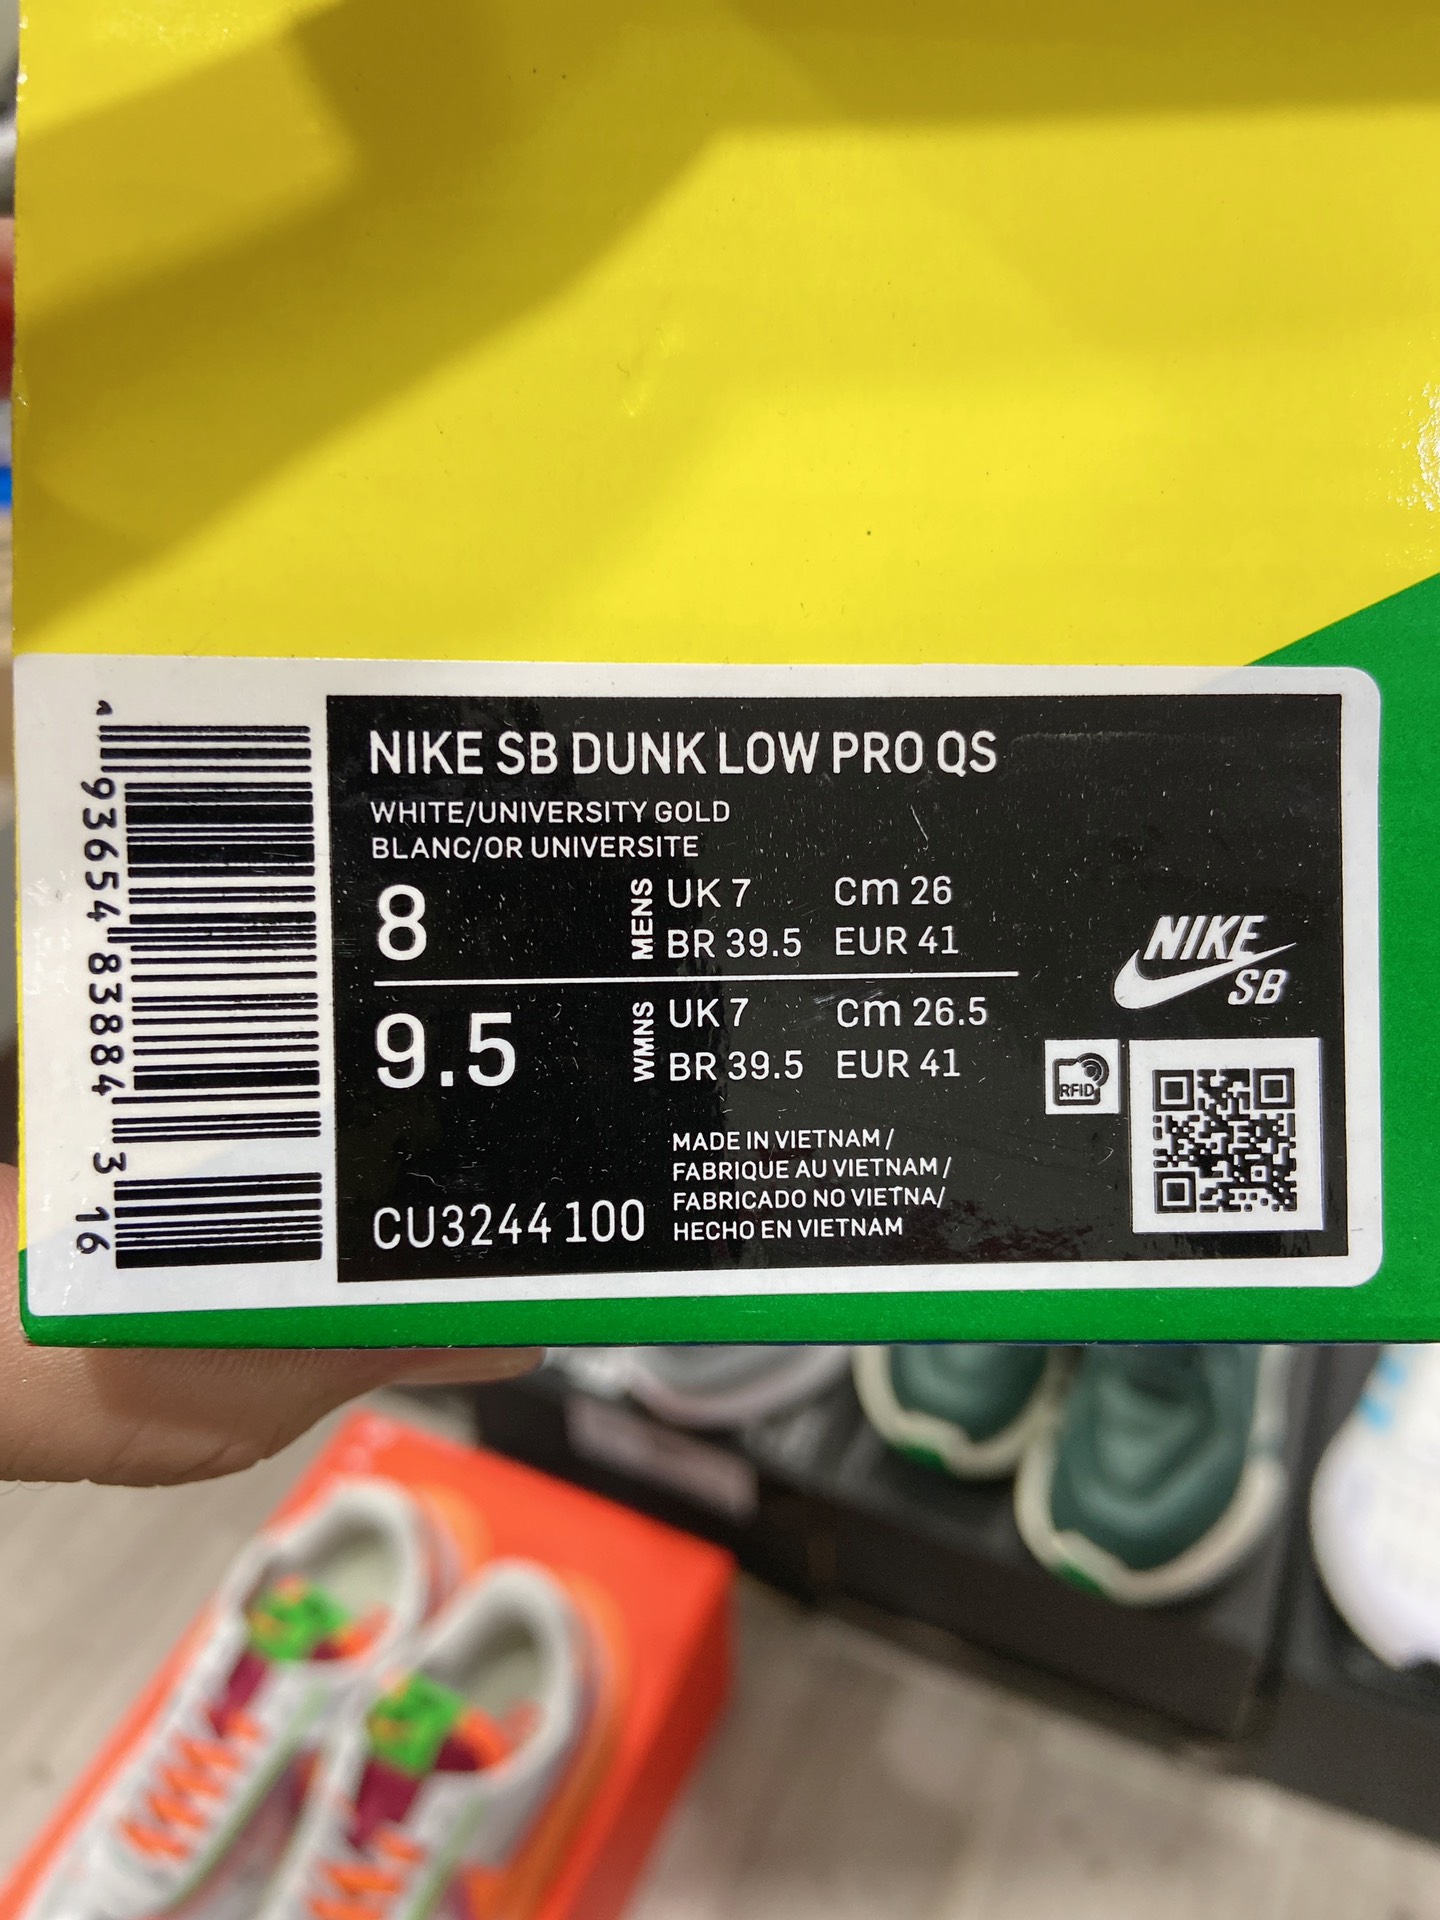 NIKE SB DUNK LOW PRO QS
WHITE/UNIVERSITY GOLD
BLANC/OR UNIVERSITE
8
MENS
UK 7 Cm 26
BR 39.5 EUR 41
9.5
WMNS
UK 7 Cm 26.5
BR 39.5 EUR 41
MADE IN VIETNAM /
FABRIQUE AU VIETNAM /
FABRICADO NO VIETNA/
HECHO EN VIETNAM
CU3244 100
NIKE
SB
RFID
93654 83884 3 16